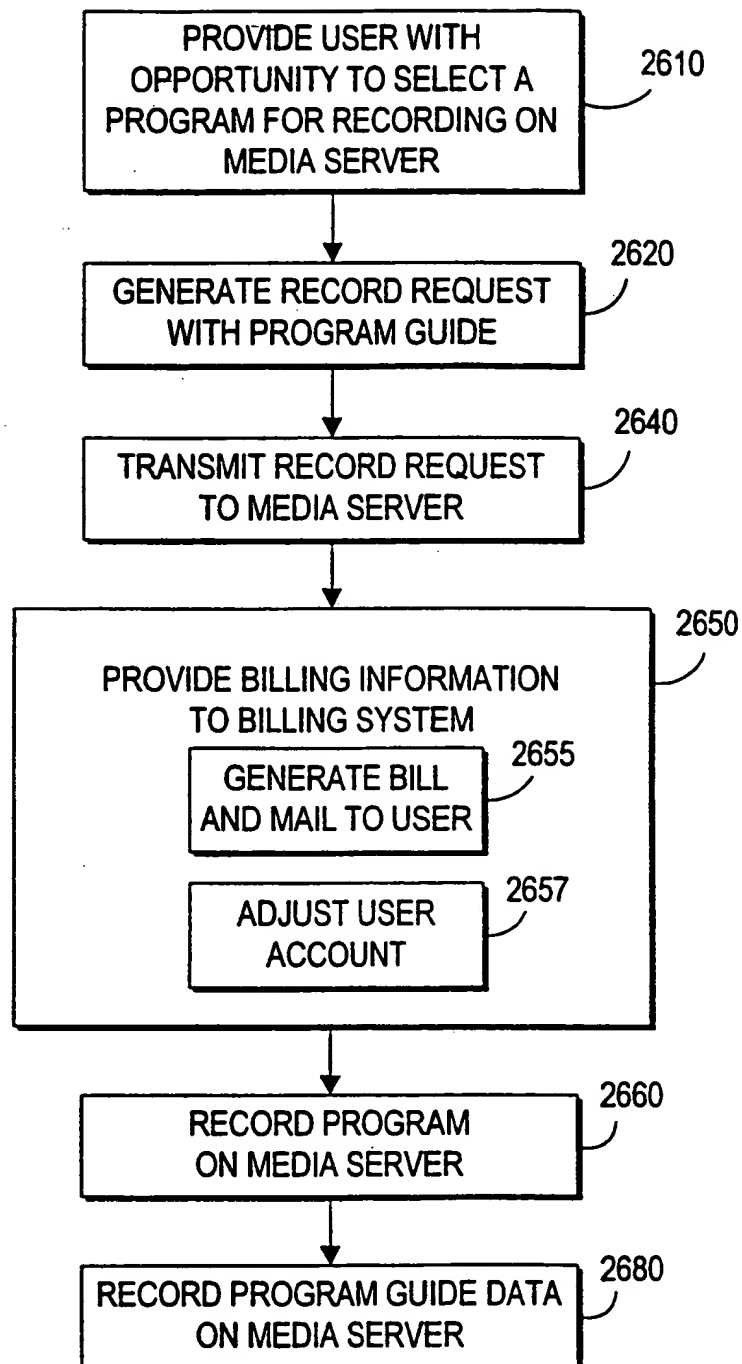 PROVIDE USER WITH
OPPORTUNITY TO SELECT A
PROGRAM FOR RECORDING ON
MEDIA SERVER
2610
GENERATE RECORD REQUEST
WITH PROGRAM GUIDE
2620
TRANSMIT RECORD REQUEST
TO MEDIA SERVER
2640
PROVIDE BILLING INFORMATION
TO BILLING SYSTEM
2650
GENERATE BILL
AND MAIL TO USER
2655
ADJUST USER
ACCOUNT
2657
RECORD PROGRAM
ON MEDIA SERVER
2660
RECORD PROGRAM GUIDE DATA
ON MEDIA SERVER
2680